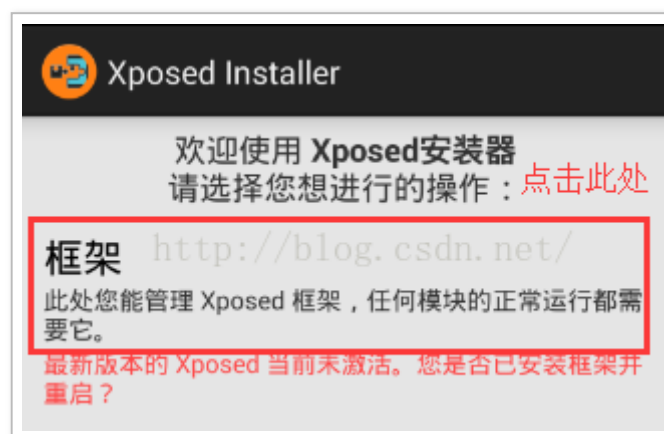 Xposed Installer
欢迎使用 Xposed安装器
请选择您想进行的操作：点击此处
框架 http://blog.csdn.net/
此处您能管理 Xposed 框架，任何模块的正常运行都需
要它。
最新版本的 Xposed 当前未激活。您是否已安装框架并
重启？